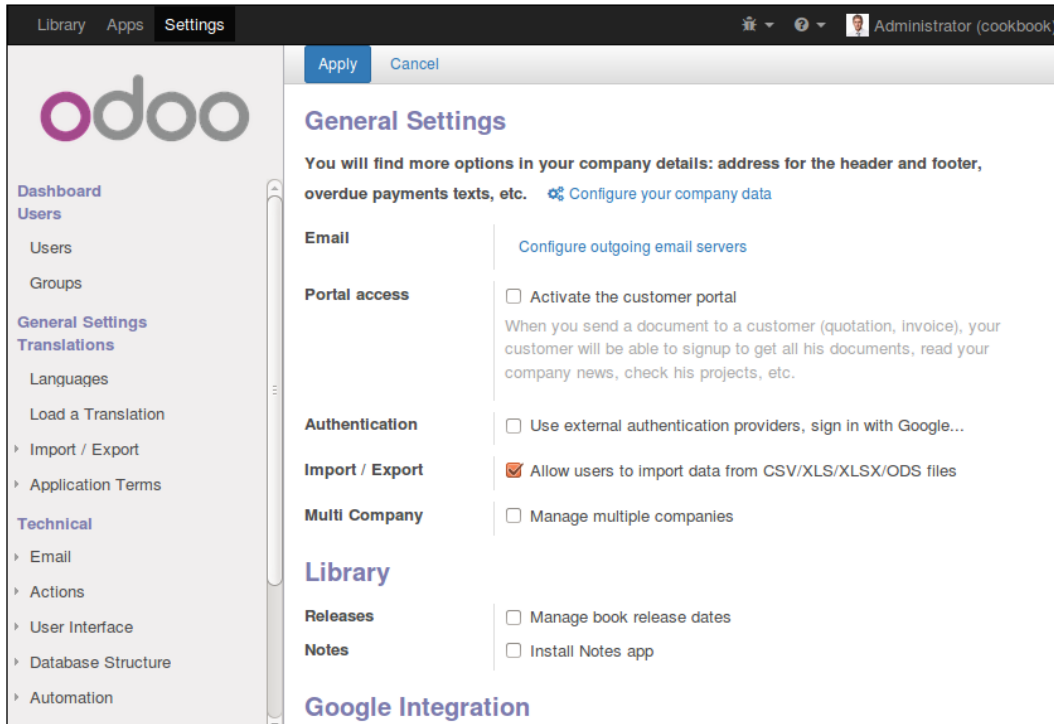 Library Apps Settings
Administrator (cookbook)
odoo
Dashboard
Users
Users
Groups
General Settings
Translations
Languages
Load a Translation
Import / Export
Application Terms
Technical
Email
Actions
User Interface
Database Structure
Automation
Apply Cancel
General Settings
You will find more options in your company details: address for the header and footer,
overdue payments texts, etc. Configure your company data
Email Configure outgoing email servers
Portal access Activate the customer portal
When you send a document to a customer (quotation, invoice), your
customer will be able to signup to get all his documents, read your
company news, check his projects, etc.
Authentication Use external authentication providers, sign in with Google...
Import / Export Allow users to import data from CSV/XLS/XLSX/ODS files
Multi Company Manage multiple companies
Library
Releases Manage book release dates
Notes Install Notes app
Google Integration